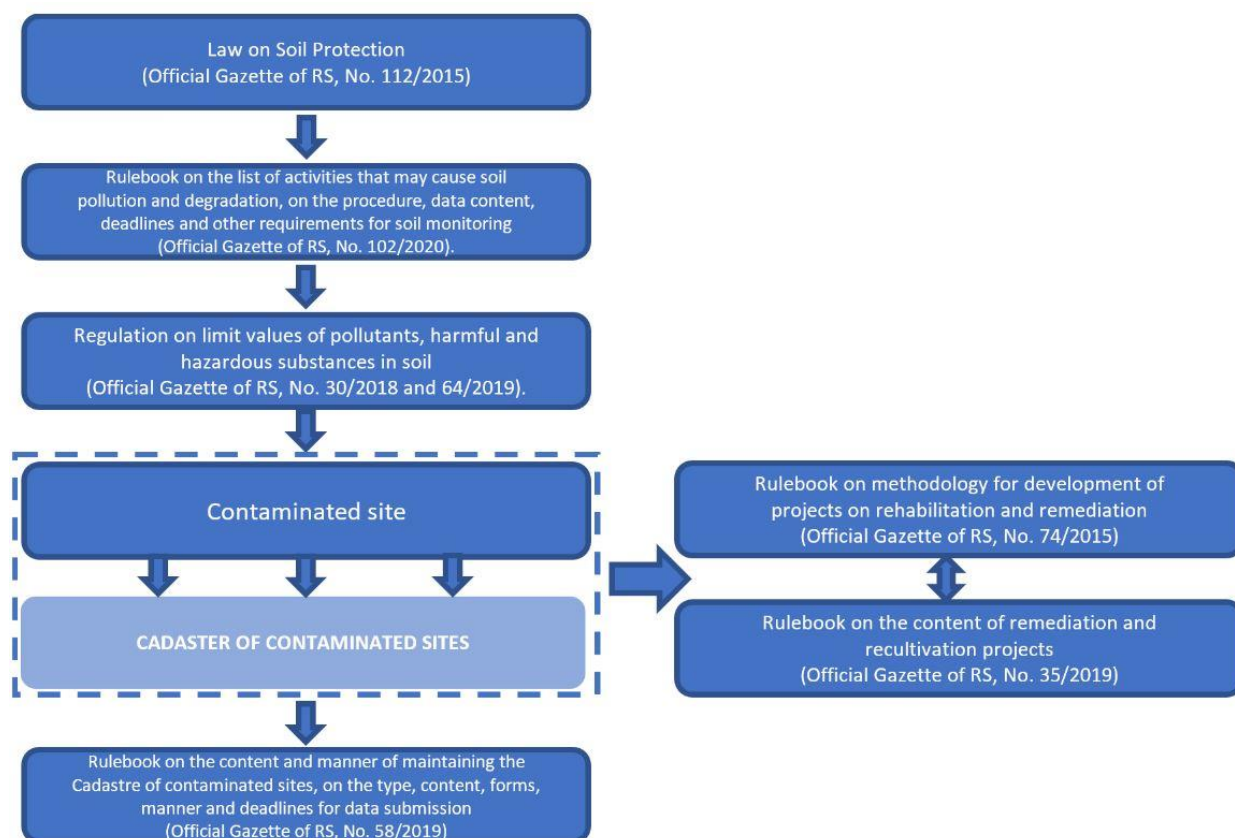 Law on Soil Protection
(Official Gazette of RS, No. 112/2015)
Rulebook on the list of activities that may cause soil
pollution and degradation, on the procedure, data content,
deadlines and other requirements for soil monitoring
(Official Gazette of RS, No. 102/2020).
Regulation on limit values of pollutants, harmful and
hazardous substances in soil
(Official Gazette of RS, No. 30/2018 and 64/2019).
Contaminated site
CADASTER OF CONTAMINATED SITES
Rulebook on the content and manner of maintaining the
Cadastre of contaminated sites, on the type, content, forms,
manner and deadlines for data submission
(Official Gazette of RS, No. 58/2019)
Rulebook on methodology for development of
projects on rehabilitation and remediation
(Official Gazette of RS, No. 74/2015)
Rulebook on the content of remediation and
recultivation projects
(Official Gazette of RS, No. 35/2019)